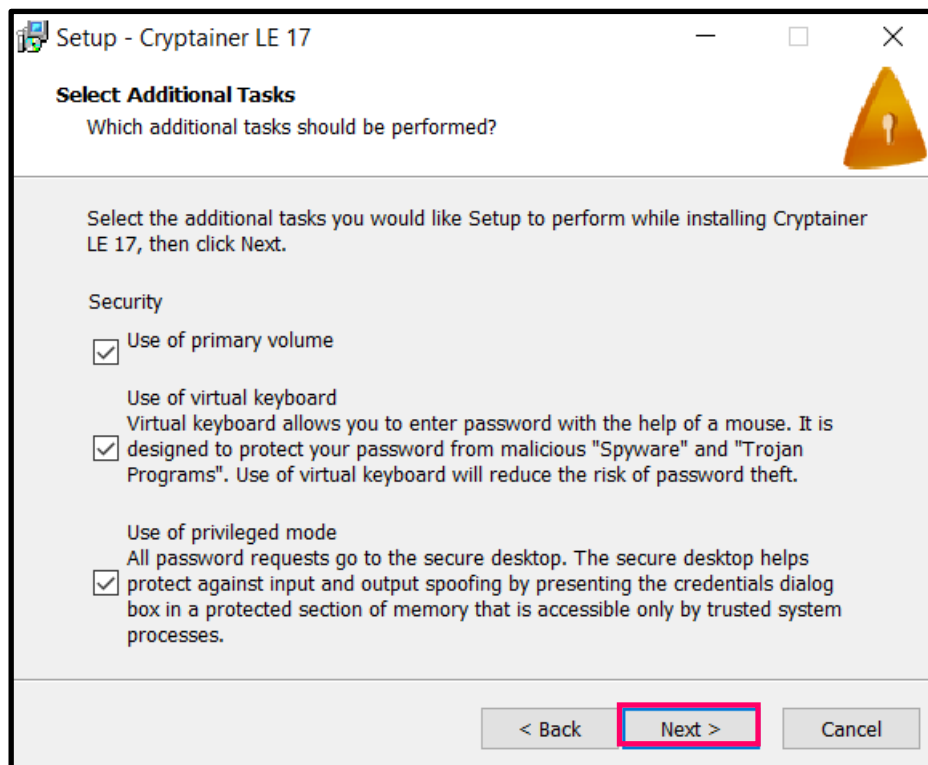 Setup - Cryptainer LE 17
Select Additional Tasks
Which additional tasks should be performed?
Select the additional tasks you would like Setup to perform while installing Cryptainer
LE 17, then click Next.
Security
Use of primary volume
Use of virtual keyboard
Virtual keyboard allows you to enter password with the help of a mouse. It is
designed to protect your password from malicious "Spyware" and "Trojan
Programs". Use of virtual keyboard will reduce the risk of password theft.
Use of privileged mode
All password requests go to the secure desktop. The secure desktop helps
protect against input and output spoofing by presenting the credentials dialog
box in a protected section of memory that is accessible only by trusted system
processes.
< Back Next > Cancel